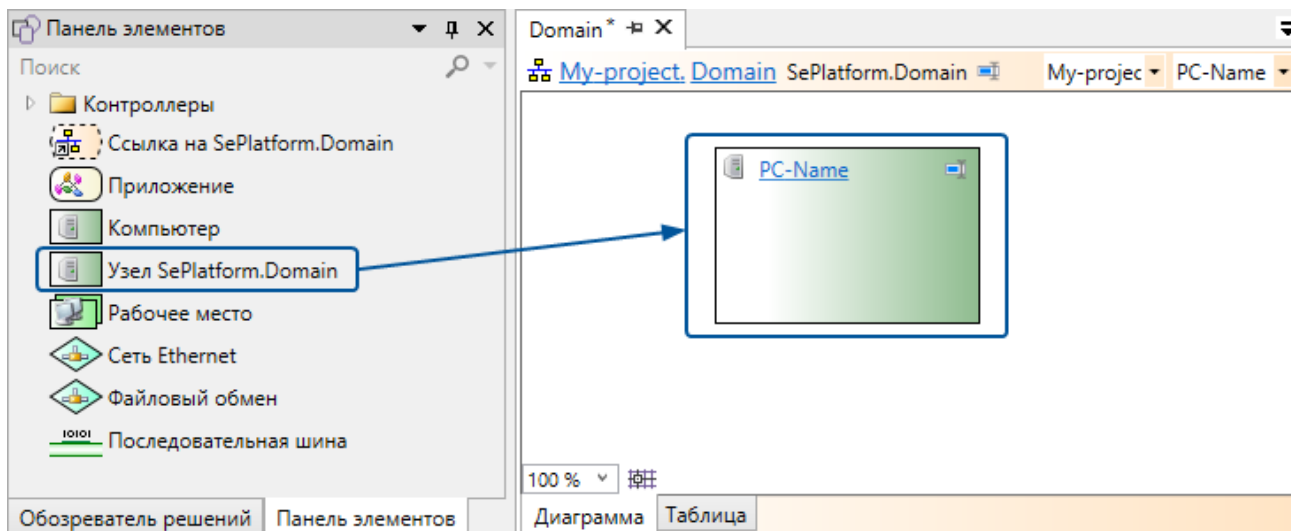 Панель элементов
Поиск
Контроллеры
Ссылка на SePlatform.Domain
Приложение
Компьютер
Узел SePlatform.Domain
Рабочее место
Сеть Ethernet
Файловый обмен
Последовательная шина
Обозреватель решений Панель элементов
Domain*
My-project. Domain SePlatform.Domain My-projec PC-Name
PC-Name
100 %
Диаграмма Таблица